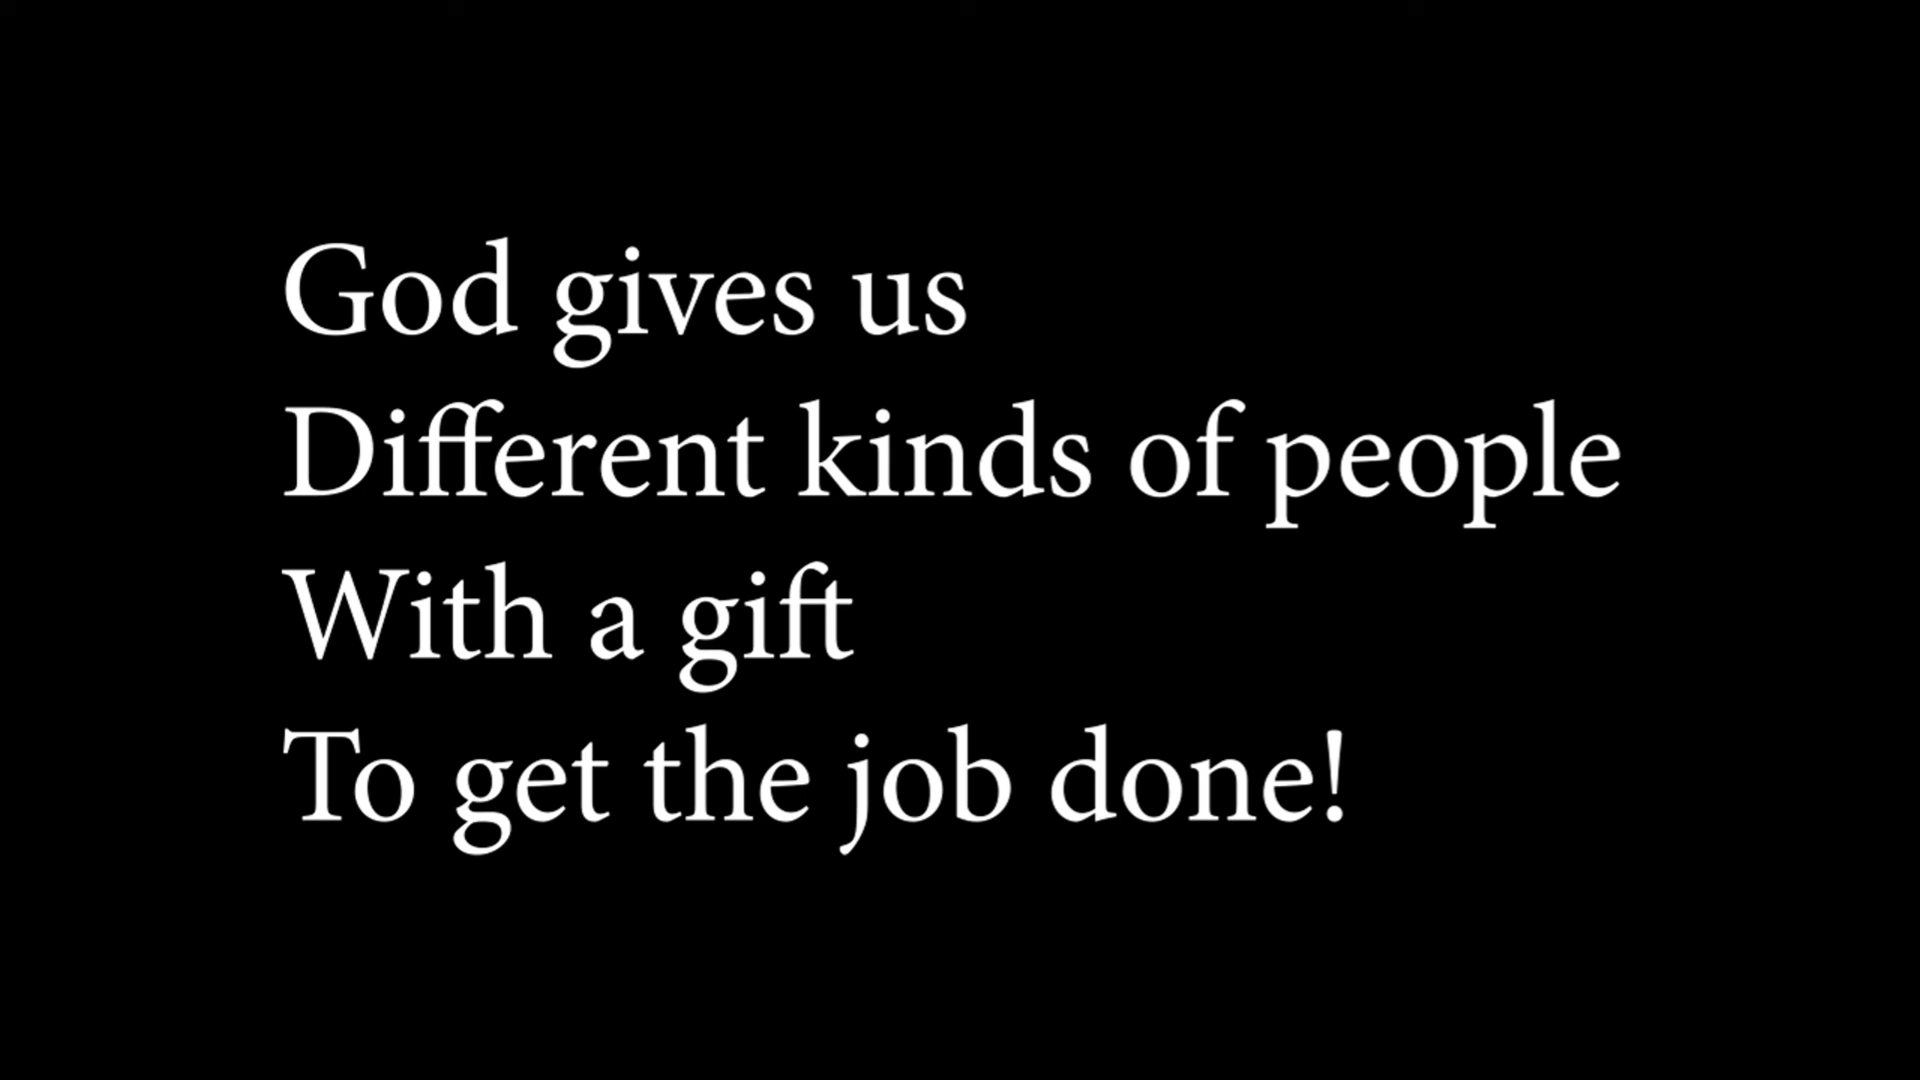 God gives us
Different kinds of people
With a gift
To get the job done!